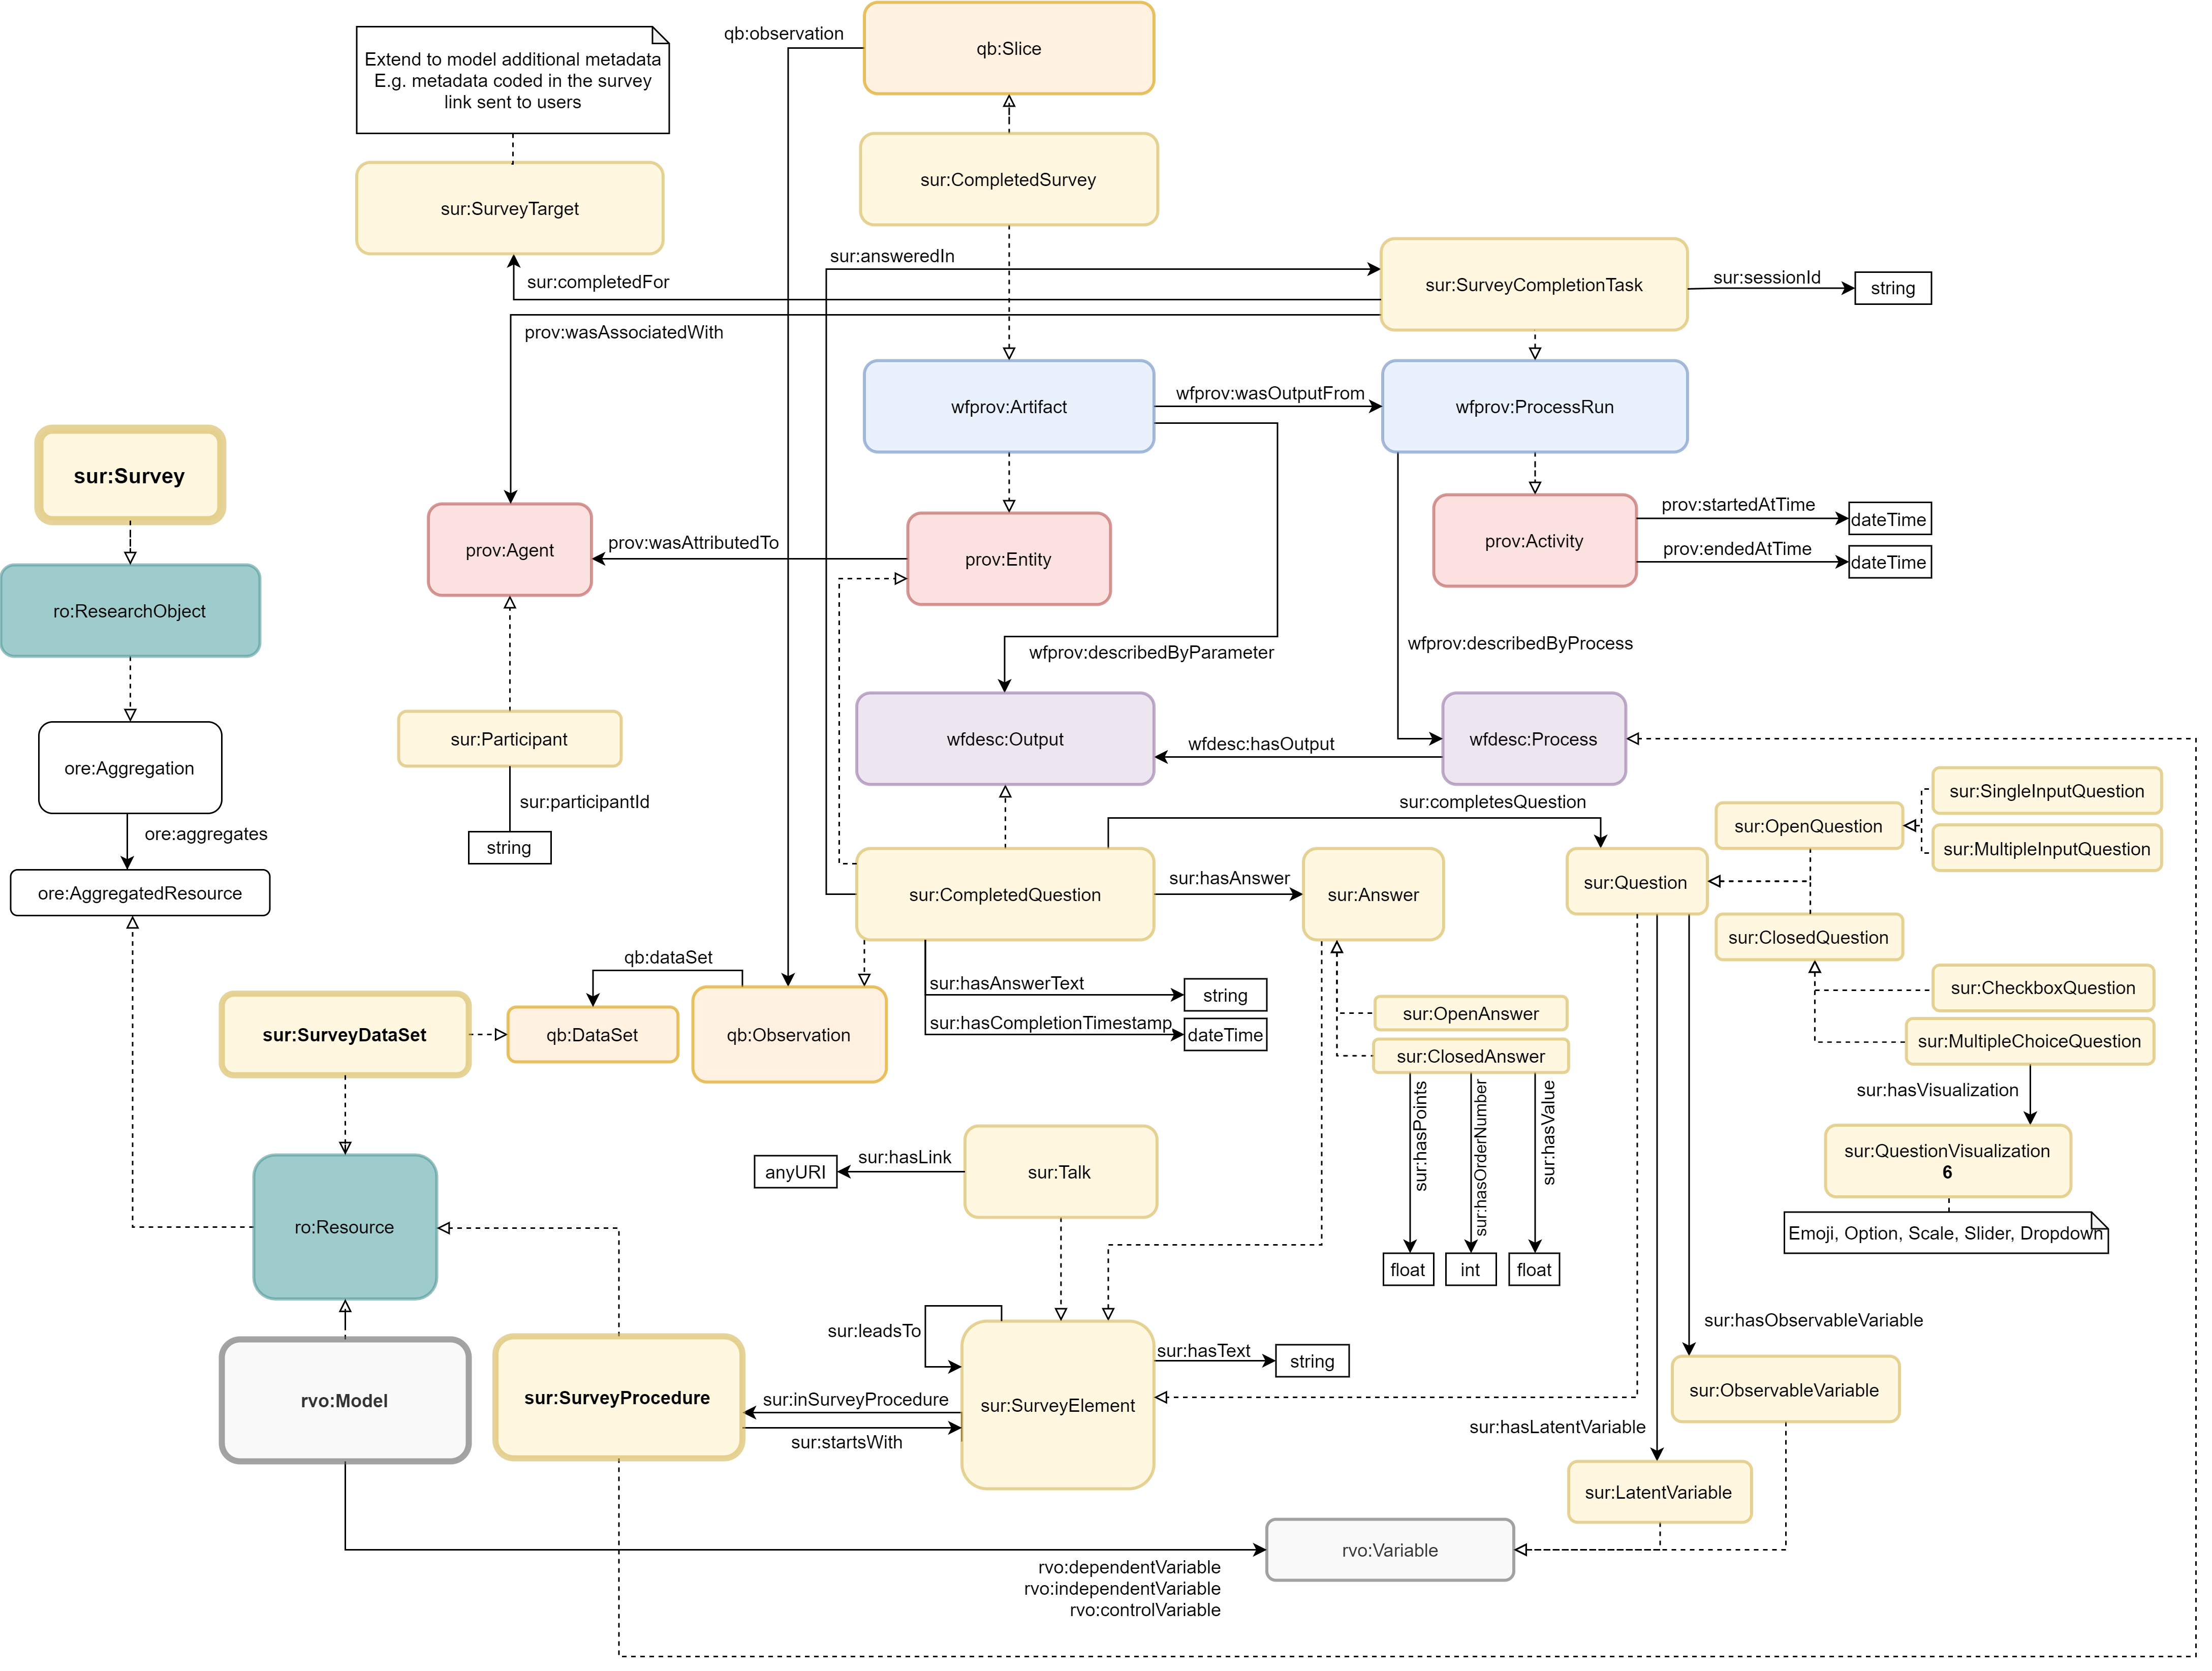 qb:observation
qb:Slice
Extend to model additional metadata
E.g. metadata coded in the survey
link sent to users
sur:CompletedSurvey
sur:SurveyTarget
sur:answeredIn
sur:completedFor
sur:SurveyCompletionTask
sur:sessionId
string
prov:wasAssociatedWith
wfprov:Artifact
wfprov:wasOutputFrom
wfprov:ProcessRun
sur:Survey
prov:startedAtTime
dateTime
prov:Agent
prov:wasAttributedTo
prov:Entity
prov:Activity
prov:endedAtTime
dateTime
ro:ResearchObject
wfprov:describedByParameter
wfprov:describedByProcess
sur:Participant
wfdesc:Output
wfdesc:hasOutput
wfdesc:Process
ore:Aggregation
sur:participantId
sur:completesQuestion
sur:SingleInputQuestion
sur:OpenQuestion
sur:MultipleInputQuestion
ore:aggregates
string
ore:AggregatedResource
sur:CompletedQuestion
sur:hasAnswer
sur:Answer
sur:Question
sur:ClosedQuestion
qb:dataSet
sur:hasAnswerText
string
sur:CheckboxQuestion
sur:OpenAnswer
sur:SurveyDataSet
qb:DataSet
qb:Observation
sur:hasCompletionTimestamp
dateTime
sur:ClosedAnswer
sur:MultipleChoiceQuestion
sur:hasPoints
sur:hasOrderNumber
sur:hasValue
sur:hasVisualization
sur:QuestionVisualization
6
anyURI
sur:hasLink
sur:Talk
ro:Resource
Emoji, Option, Scale, Slider, Dropdown
float
int
float
sur:leadsTo
sur:hasText
string
sur:hasObservableVariable
rvo:Model
sur:SurveyProcedure
sur:inSurveyProcedure
sur:SurveyElement
sur:ObservableVariable
sur:startsWith
sur:hasLatentVariable
sur:LatentVariable
rvo:Variable
rvo:dependentVariable
rvo:independentVariable
rvo:controlVariable